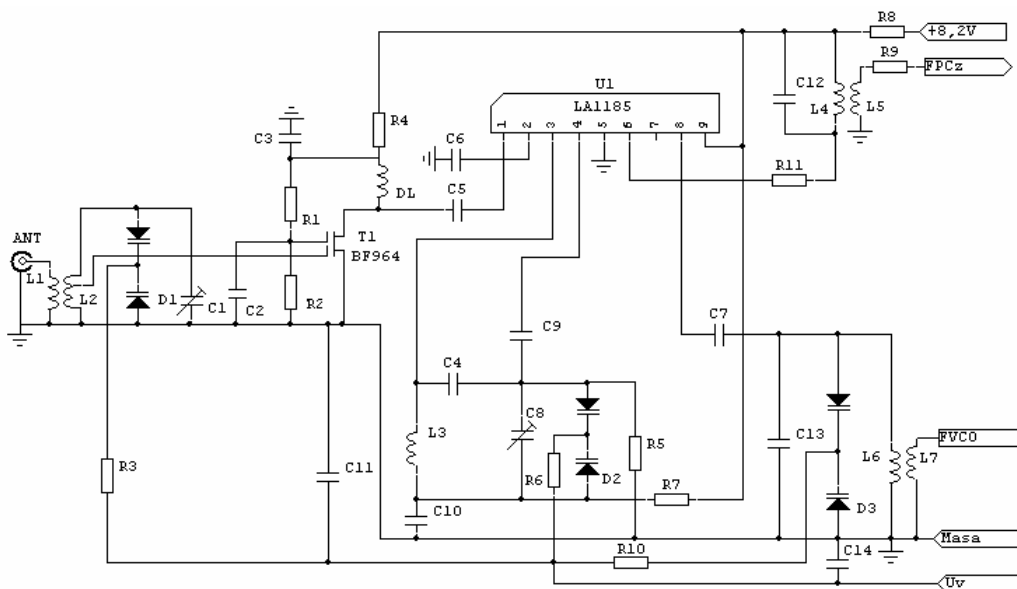 R8
+8,2V
R9
FPCz
U1
LA1185
C12
L4
L5
1 2 3 4 5 6 7 8 9
R4
C3
C6
R11
DL
C5
R1
ANT
T1
BF964
L1
L2
D1
C1
C2
R2
C9
C7
C4
C8
L3
R5
C13
FVCO
L6
L7
R3
C11
R6
D2
R7
D3
C10
Masa
R10
C14
Uv